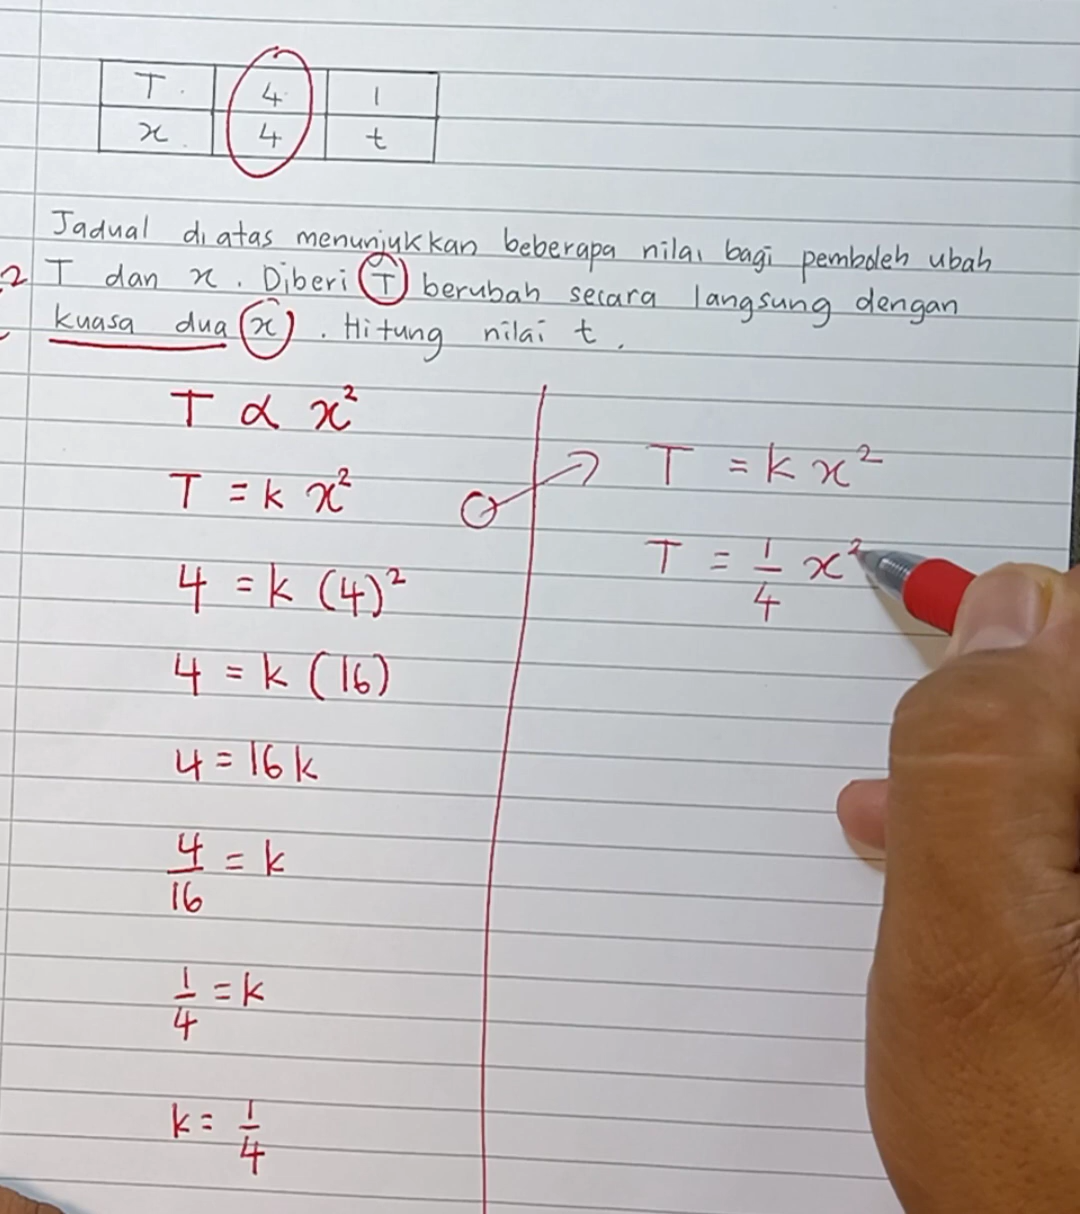 T 4 1
x 4 t
Jadual diatas menunjukkan beberapa nilai bagi pemboleh ubah
2 T dan x. Diberi T berubah secara langsung dengan
kuasa dua x. Hitung nilai t.
T ∝ x²
T = k x²
4 = k (4)²
4 = k (16)
4 = 16k
4/16 = k
1/4 = k
k = 1/4
T = k x²
T = 1/4 x²